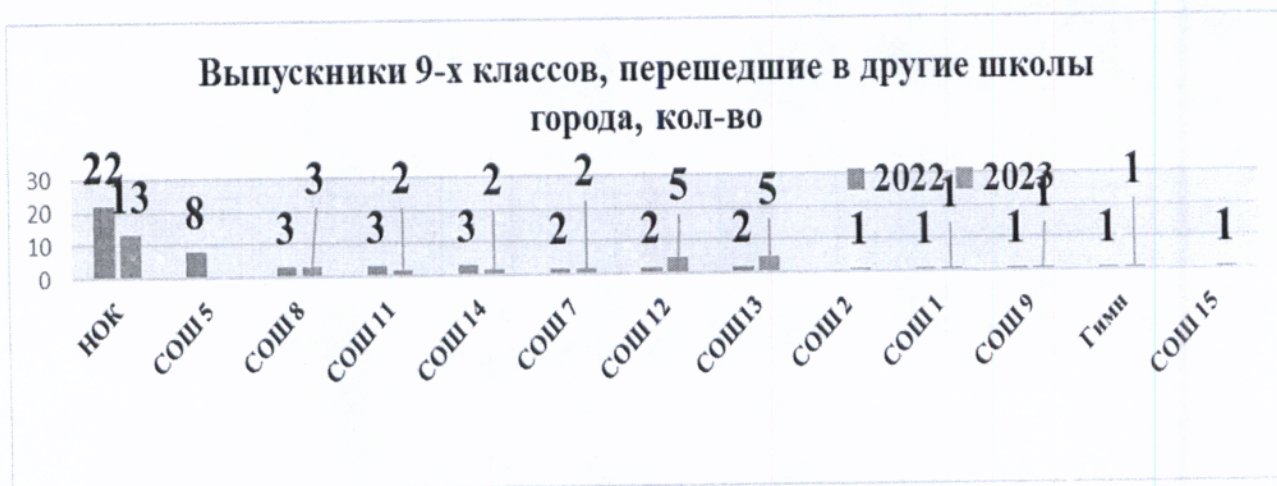 Выпускники 9-х классов, перешедшие в другие школы
города, кол-во
22 13 8 3 3 3 2 3 2 2 2 2 5 2 5 1 1 1 1 1 1 1 1
2022 2023
30
20
10
0
НОК СОШ 5 СОШ 8 СОШ 11 СОШ 14 СОШ 7 СОШ 12 СОШ13 СОШ 2 СОШ 1 СОШ 9 Гимн СОШ 15